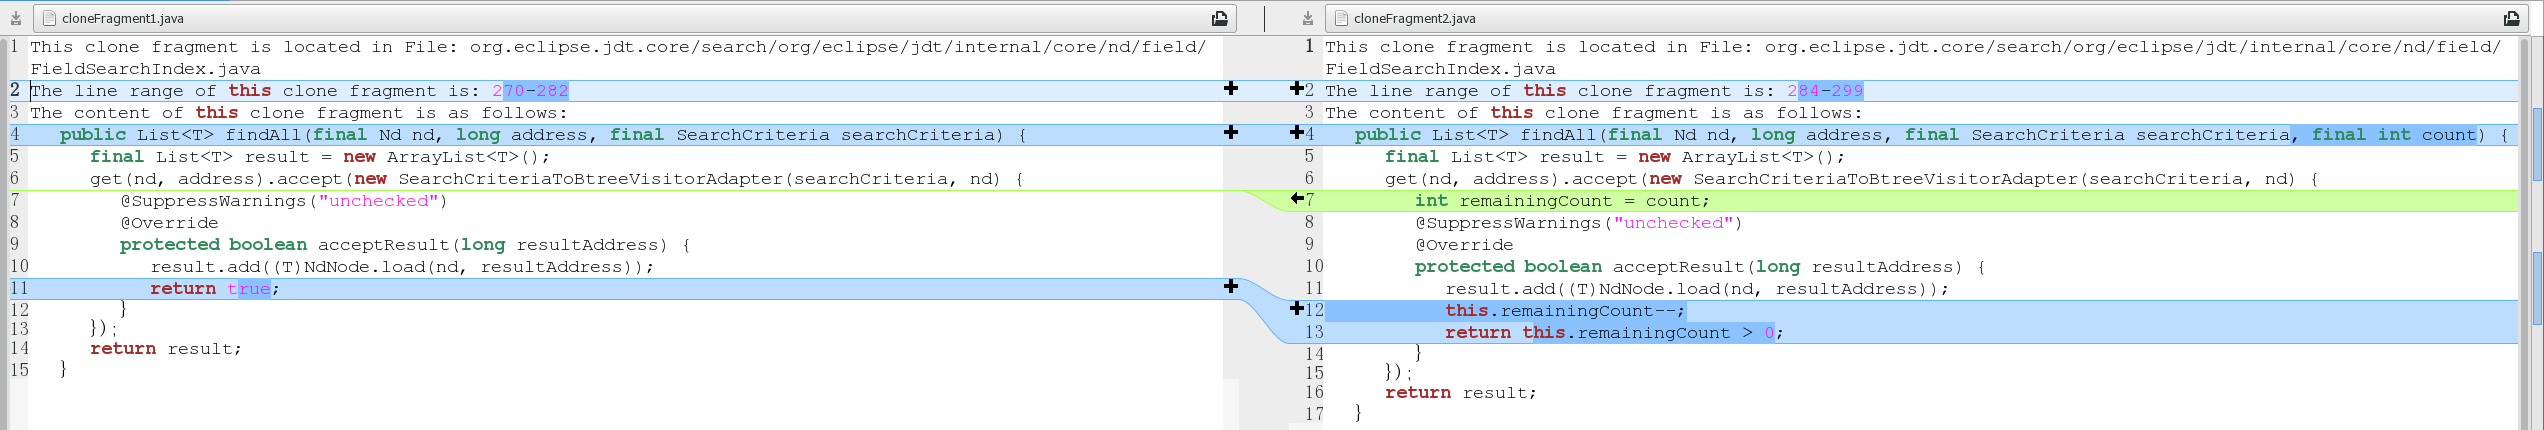 cloneFragment1.java
1 This clone fragment is located in File: org.eclipse.jdt.core/search/org/eclipse/jdt/internal/core/nd/field/
FieldSearchIndex.java
2 The line range of this clone fragment is: 270-282
3 The content of this clone fragment is as follows:
4 public List<T> findAll(final Nd nd, long address, final SearchCriteria searchCriteria) {
5 final List<T> result = new ArrayList<T>();
6 get(nd, address).accept(new SearchCriteriaToBtreeVisitorAdapter(searchCriteria, nd) {
7 @SuppressWarnings("unchecked")
8 @Override
9 protected boolean acceptResult(long resultAddress) {
10 result.add((T)NdNode.load(nd, resultAddress));
11 return true;
12 }
13 });
14 return result;
15 }
cloneFragment2.java
1 This clone fragment is located in File: org.eclipse.jdt.core/search/org/eclipse/jdt/internal/core/nd/field/
FieldSearchIndex.java
2 The line range of this clone fragment is: 284-299
3 The content of this clone fragment is as follows:
4 public List<T> findAll(final Nd nd, long address, final SearchCriteria searchCriteria, final int count) {
5 final List<T> result = new ArrayList<T>();
6 get(nd, address).accept(new SearchCriteriaToBtreeVisitorAdapter(searchCriteria, nd) {
7 int remainingCount = count;
8 @SuppressWarnings("unchecked")
9 @Override
10 protected boolean acceptResult(long resultAddress) {
11 result.add((T)NdNode.load(nd, resultAddress));
12 this.remainingCount--;
13 return this.remainingCount > 0;
14 }
15 });
16 return result;
17 }